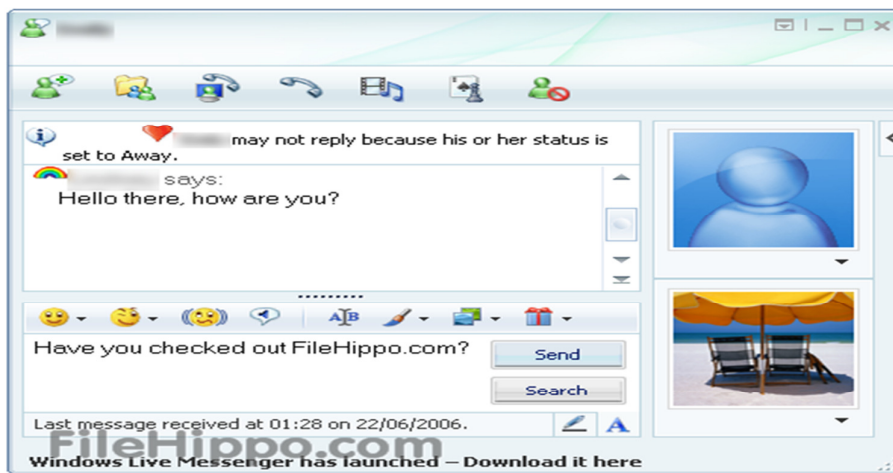 may not reply because his or her status is
set to Away.
says:
Hello there, how are you?
Have you checked out FileHippo.com?
Send
Search
Last message received at 01:28 on 22/06/2006.
FileHippo.com
Windows Live Messenger has launched – Download it here